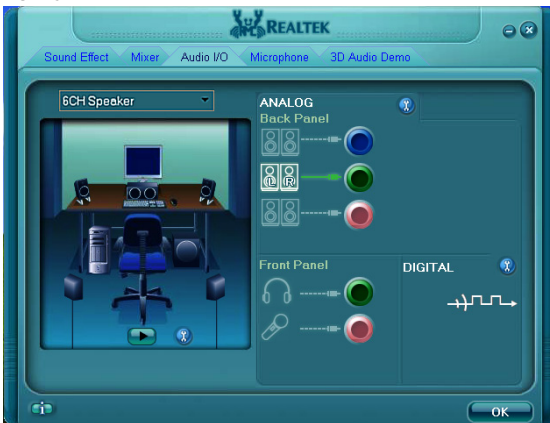 REALTEK
Sound Effect Mixer Audio I/O Microphone 3D Audio Demo
6CH Speaker
ANALOG
Back Panel
L R
Front Panel
DIGITAL
i
OK